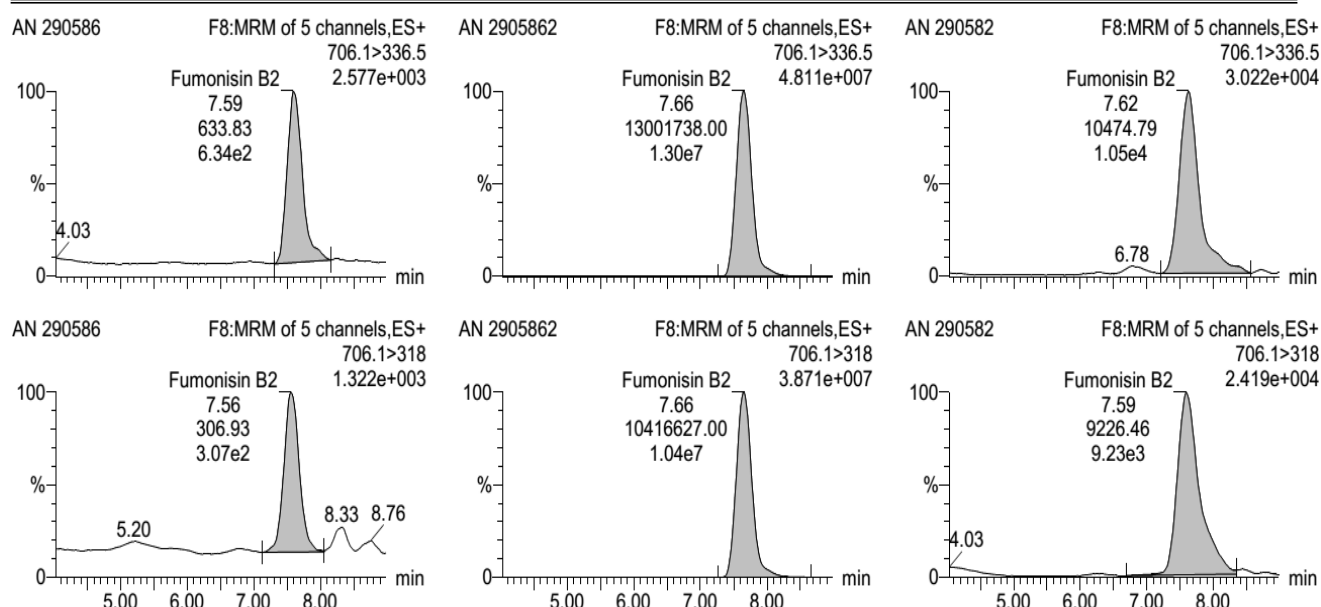 AN 290586
F8:MRM of 5 channels,ES+
706.1>336.5
2.577e+003
Fumonisin B2
7.59
633.83
6.34e2
100
%
0
4.03
min
AN 2905862
F8:MRM of 5 channels,ES+
706.1>336.5
4.811e+007
Fumonisin B2
7.66
13001738.00
1.30e7
100
%
0
min
AN 290582
F8:MRM of 5 channels,ES+
706.1>336.5
3.022e+004
Fumonisin B2
7.62
10474.79
1.05e4
100
%
0
6.78
min
AN 290586
F8:MRM of 5 channels,ES+
706.1>318
1.322e+003
Fumonisin B2
7.56
306.93
3.07e2
100
%
0
5.20
8.33
8.76
min
5.00 6.00 7.00 8.00
AN 2905862
F8:MRM of 5 channels,ES+
706.1>318
3.871e+007
Fumonisin B2
7.66
10416627.00
1.04e7
100
%
0
min
5.00 6.00 7.00 8.00
AN 290582
F8:MRM of 5 channels,ES+
706.1>318
2.419e+004
Fumonisin B2
7.59
9226.46
9.23e3
100
%
0
4.03
min
5.00 6.00 7.00 8.00